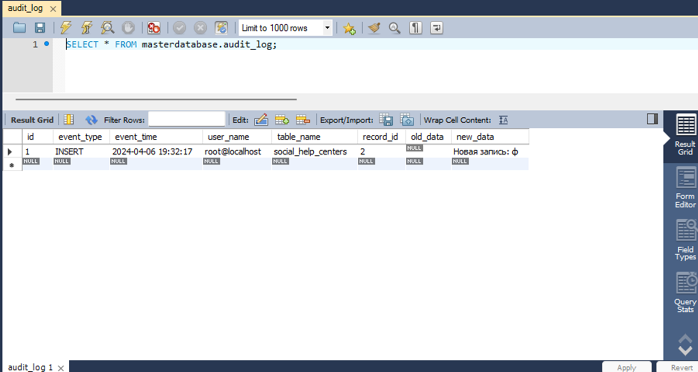 audit_log
Limit to 1000 rows
1 SELECT * FROM masterdatabase.audit_log;
Result Grid Filter Rows: Edit: Export/Import: Wrap Cell Content:
id event_type event_time user_name table_name record_id old_data new_data
1 INSERT 2024-04-06 19:32:17 root@localhost social_help_centers 2 NULL Новая запись: ф
NULL NULL NULL NULL NULL NULL NULL NULL
Result
Grid
Form
Editor
Field
Types
Query
Stats
audit_log 1 Apply Revert